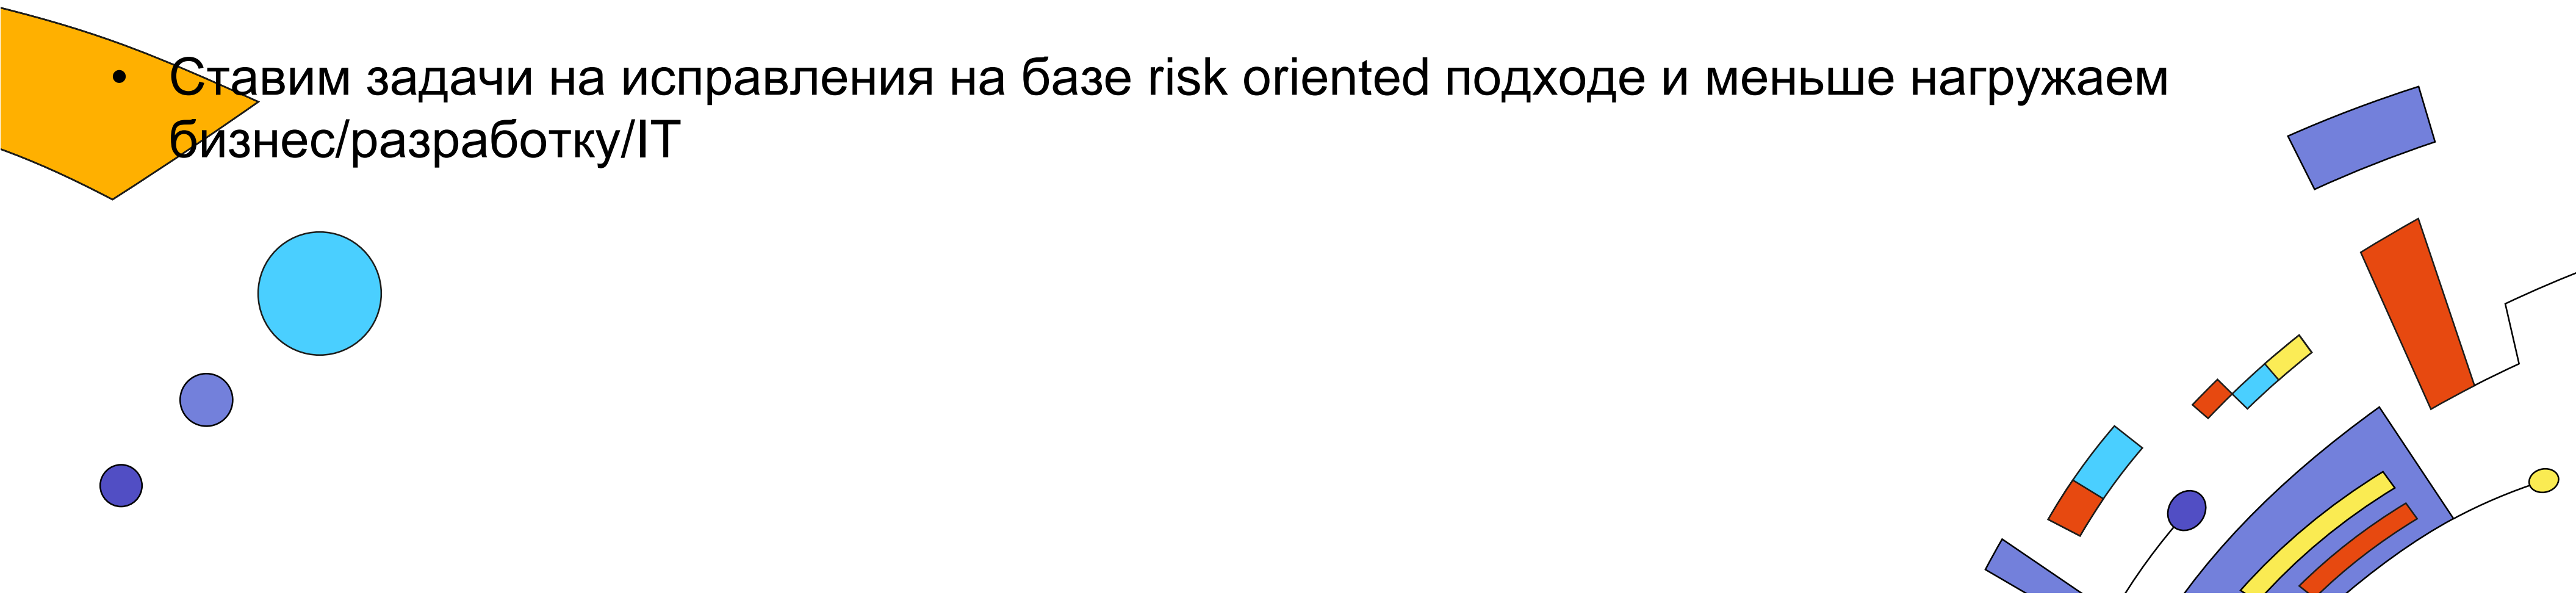 • Ставим задачи на исправления на базе risk oriented подходе и меньше нагружаем
бизнес/разработку/IT